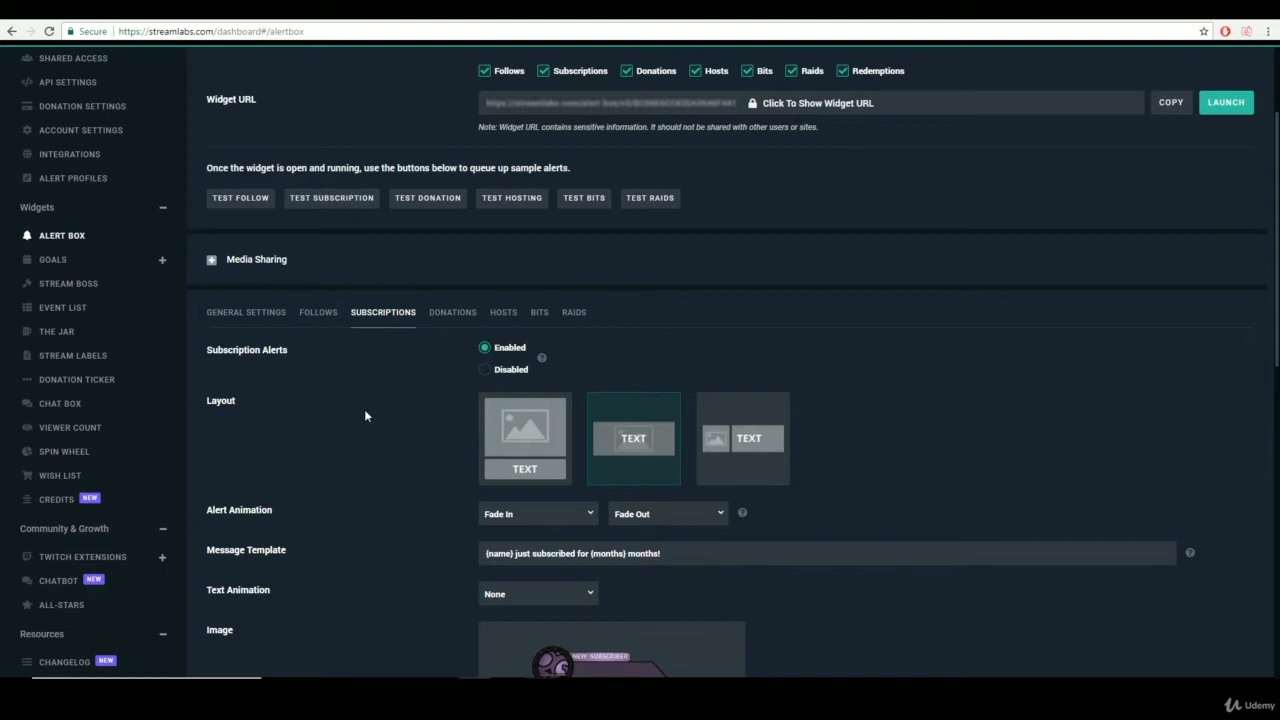 Secure https://streamlabs.com/dashboard#/alertbox
SHARED ACCESS
API SETTINGS
DONATION SETTINGS
ACCOUNT SETTINGS
INTEGRATIONS
ALERT PROFILES
Widgets
ALERT BOX
GOALS
STREAM BOSS
EVENT LIST
THE JAR
STREAM LABELS
DONATION TICKER
CHAT BOX
VIEWER COUNT
SPIN WHEEL
WISH LIST
CREDITS NEW
Community & Growth
TWITCH EXTENSIONS
CHATBOT NEW
ALL-STARS
Resources
CHANGELOG NEW
Follows Subscriptions Donations Hosts Bits Raids Redemptions
Widget URL Click To Show Widget URL COPY LAUNCH
Note: Widget URL contains sensitive information. It should not be shared with other users or sites.
Once the widget is open and running, use the buttons below to queue up sample alerts.
TEST FOLLOW TEST SUBSCRIPTION TEST DONATION TEST HOSTING TEST BITS TEST RAIDS
Media Sharing
GENERAL SETTINGS FOLLOWS SUBSCRIPTIONS DONATIONS HOSTS BITS RAIDS
Subscription Alerts Enabled
Disabled
Layout
TEXT TEXT TEXT
Alert Animation Fade In Fade Out
Message Template {name} just subscribed for {months} months!
Text Animation None
Image
NEW SUBSCRIBER
Udemy